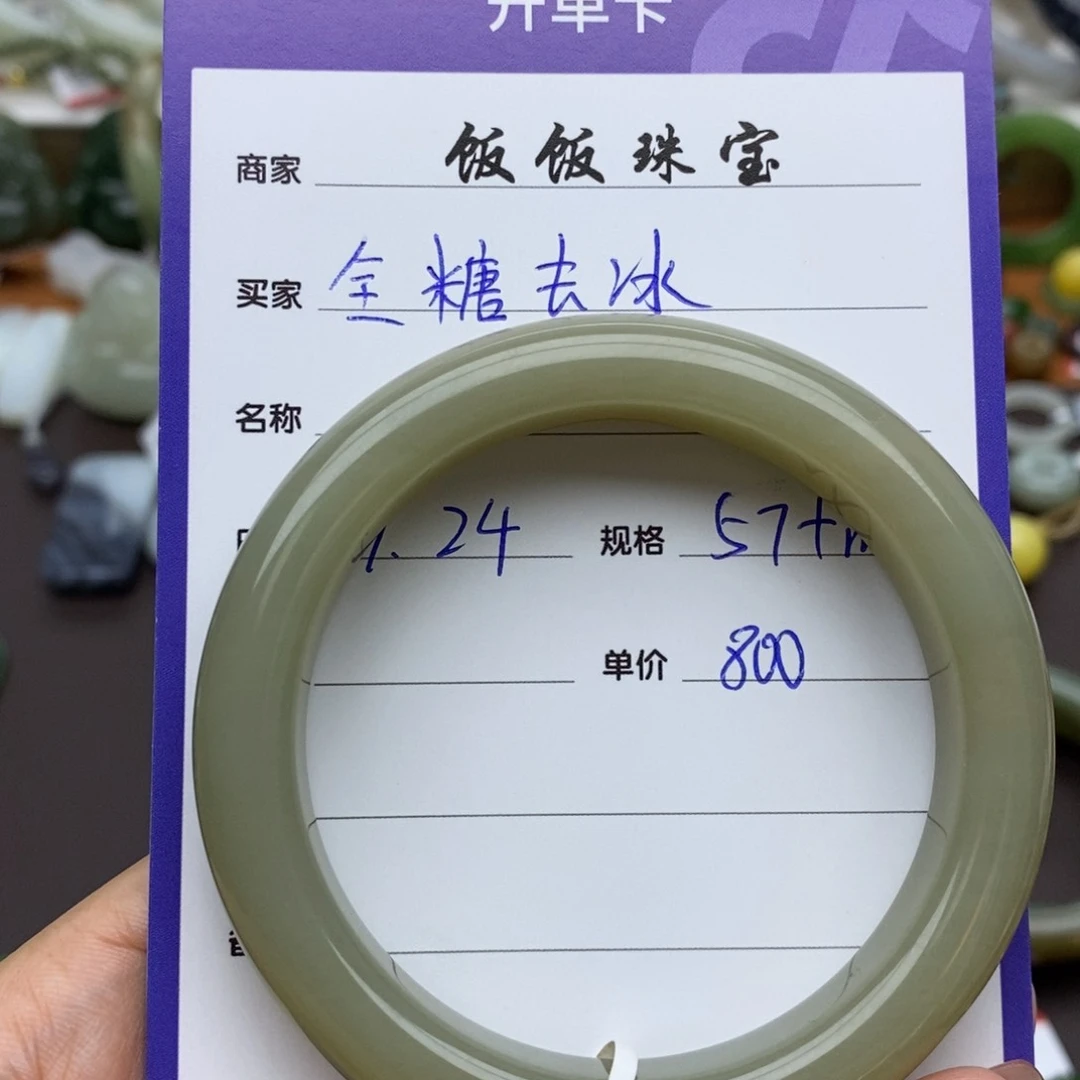 开单卡
商家 饭饭珠宝
买家 全糖去冰
名称
24 规格 57+
单价 800